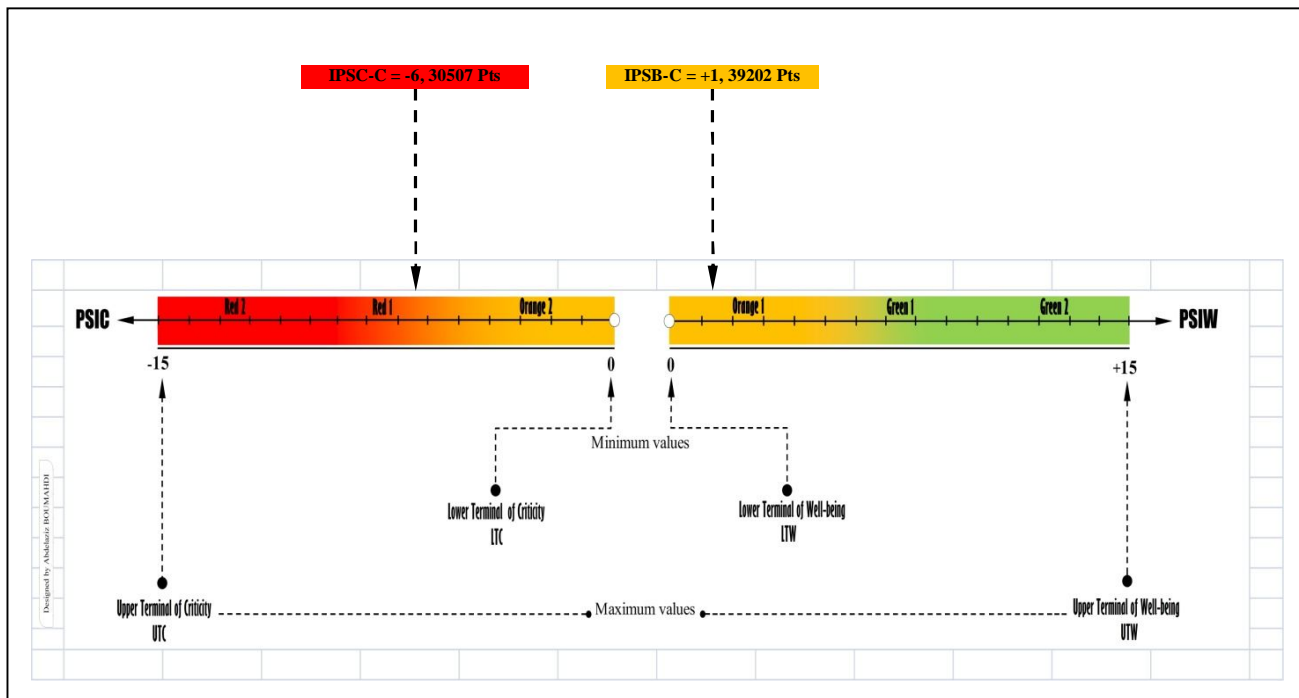 IPSC-C = -6, 30507 Pts
IPSB-C = +1, 39202 Pts
Red 2
Red 1
Orange 2
Orange 1
Green 1
Green 2
PSIC
PSIW
-15
0
0
+15
Minimum values
Lower Terminal of Criticity
LTC
Lower Terminal of Well-being
LTW
Designed by Abdelaziz BOUMAHDI
Upper Terminal of Criticity
UTC
Maximum values
Upper Terminal of Well-being
UTW